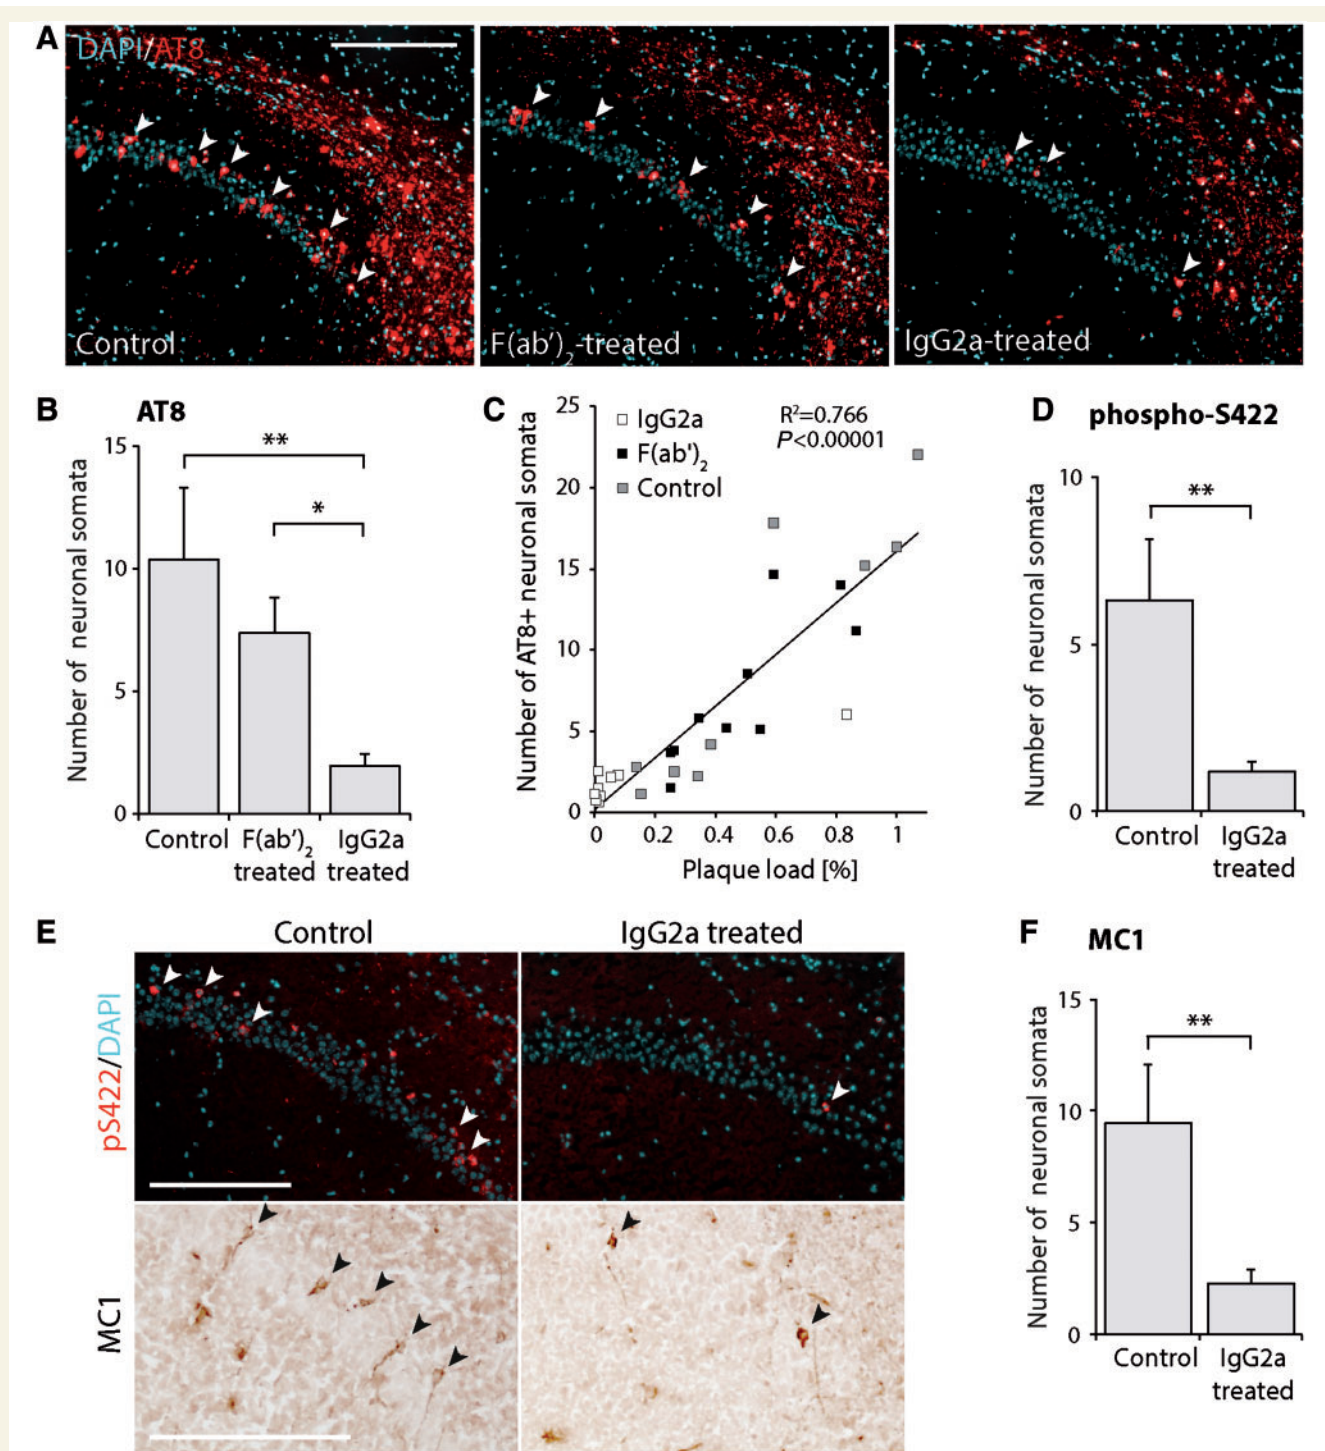 A
DAPI/AT8
Control
F(ab')₂-treated
IgG2a-treated
B
AT8
Number of neuronal somata
15
10
5
0
**
*
Control
F(ab')₂ treated
IgG2a treated
C
Number of AT8+ neuronal somata
25
20
15
10
5
0
IgG2a
F(ab')₂
Control
R²=0.766
P<0.00001
0 0.2 0.4 0.6 0.8 1
Plaque load [%]
D
phospho-S422
Number of neuronal somata
10
5
0
**
Control
IgG2a treated
E
Control
IgG2a treated
pS422/DAPI
MC1
F
MC1
Number of neuronal somata
15
10
5
0
**
Control
IgG2a treated